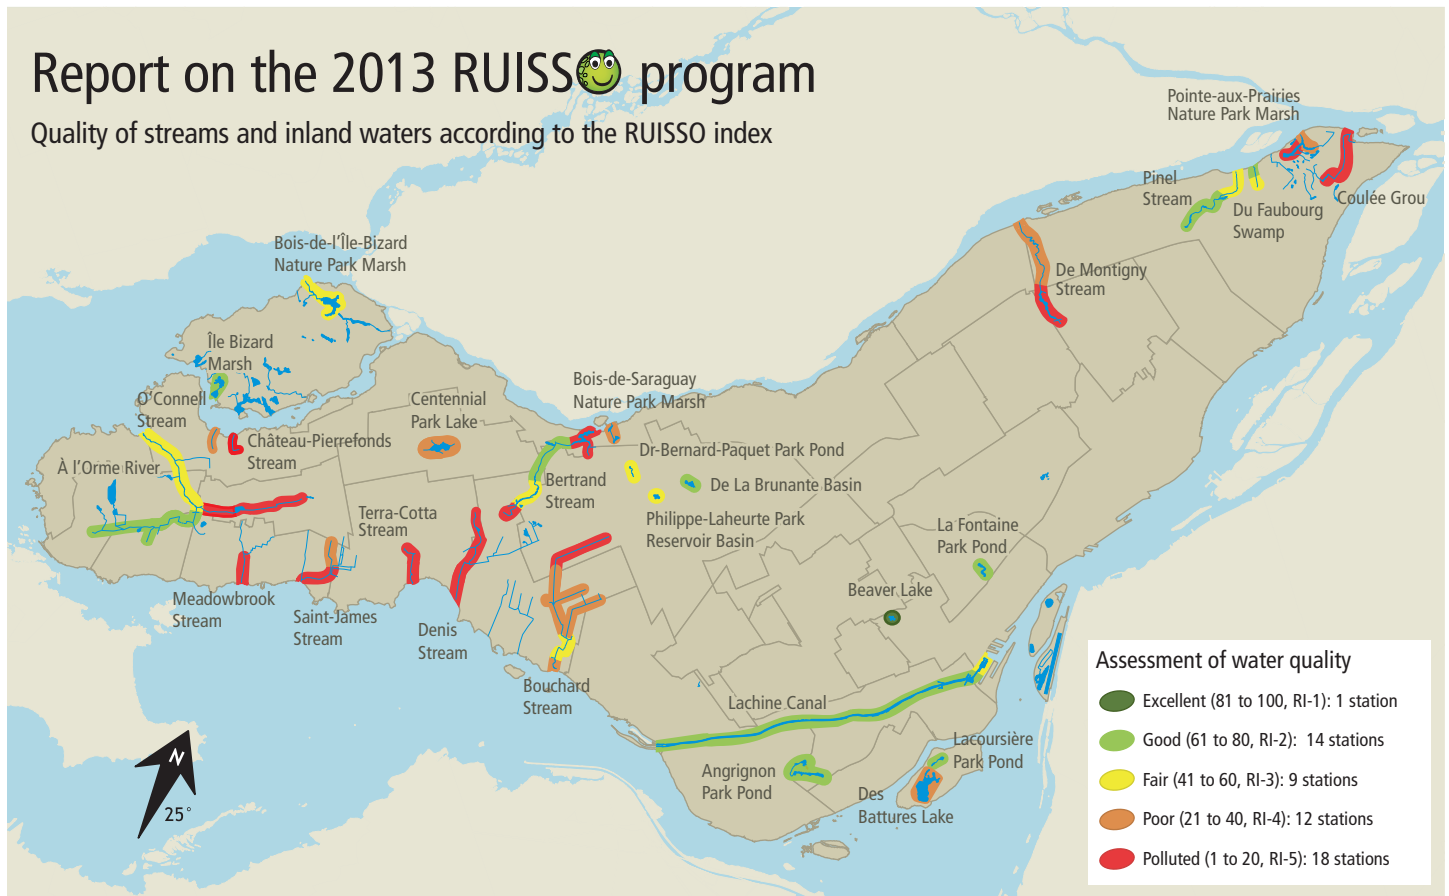 Report on the 2013 RUISSO program
Quality of streams and inland waters according to the RUISSO index
Pointe-aux-Prairies
Nature Park Marsh
Pinel
Stream
Coulée Grou
Du Faubourg
Swamp
Bois-de-l'Île-Bizard
Nature Park Marsh
De Montigny
Stream
Île Bizard
Marsh
O'Connell
Stream
Centennial
Park Lake
Bois-de-Saraguay
Nature Park Marsh
Château-Pierrefonds
Stream
À l'Orme River
Dr-Bernard-Paquet Park Pond
Bertrand
Stream
De La Brunante Basin
Terra-Cotta
Stream
Philippe-Laheurte Park
Reservoir Basin
La Fontaine
Park Pond
Beaver Lake
Meadowbrook
Stream
Saint-James
Stream
Denis
Stream
Bouchard
Stream
Lachine Canal
Lacoursière
Park Pond
Angrignon
Park Pond
Des
Battures Lake
N
25°
Assessment of water quality
Excellent (81 to 100, RI-1): 1 station
Good (61 to 80, RI-2): 14 stations
Fair (41 to 60, RI-3): 9 stations
Poor (21 to 40, RI-4): 12 stations
Polluted (1 to 20, RI-5): 18 stations